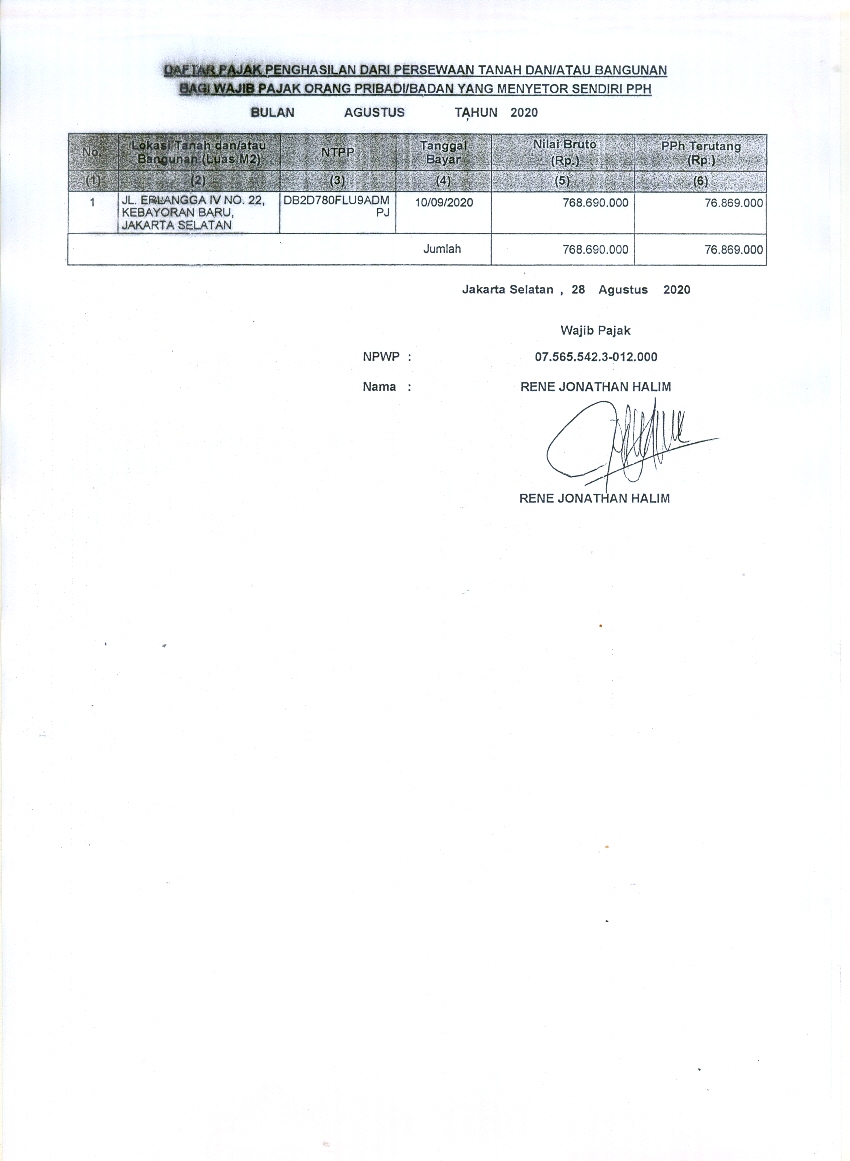 DAFTAR PAJAK PENGHASILAN DARI PERSEWAAN TANAH DAN/ATAU BANGUNAN
BAGI WAJIB PAJAK ORANG PRIBADI/BADAN YANG MENYETOR SENDIRI PPH
BULAN AGUSTUS TAHUN 2020
No. Lokasi Tanah dan/atau Bangunan (Luas M2) NTPP Tanggal Bayar Nilai Bruto (Rp.) PPh Terutang (Rp.)
(1) (2) (3) (4) (5) (6)
1 JL. ERLANGGA IV NO. 22, DB2D780FLU9ADM 10/09/2020 768.690.000 76.869.000
KEBAYORAN BARU, PJ
JAKARTA SELATAN
Jumlah 768.690.000 76.869.000
Jakarta Selatan , 28 Agustus 2020
Wajib Pajak
NPWP : 07.565.542.3-012.000
Nama : RENE JONATHAN HALIM
RENE JONATHAN HALIM